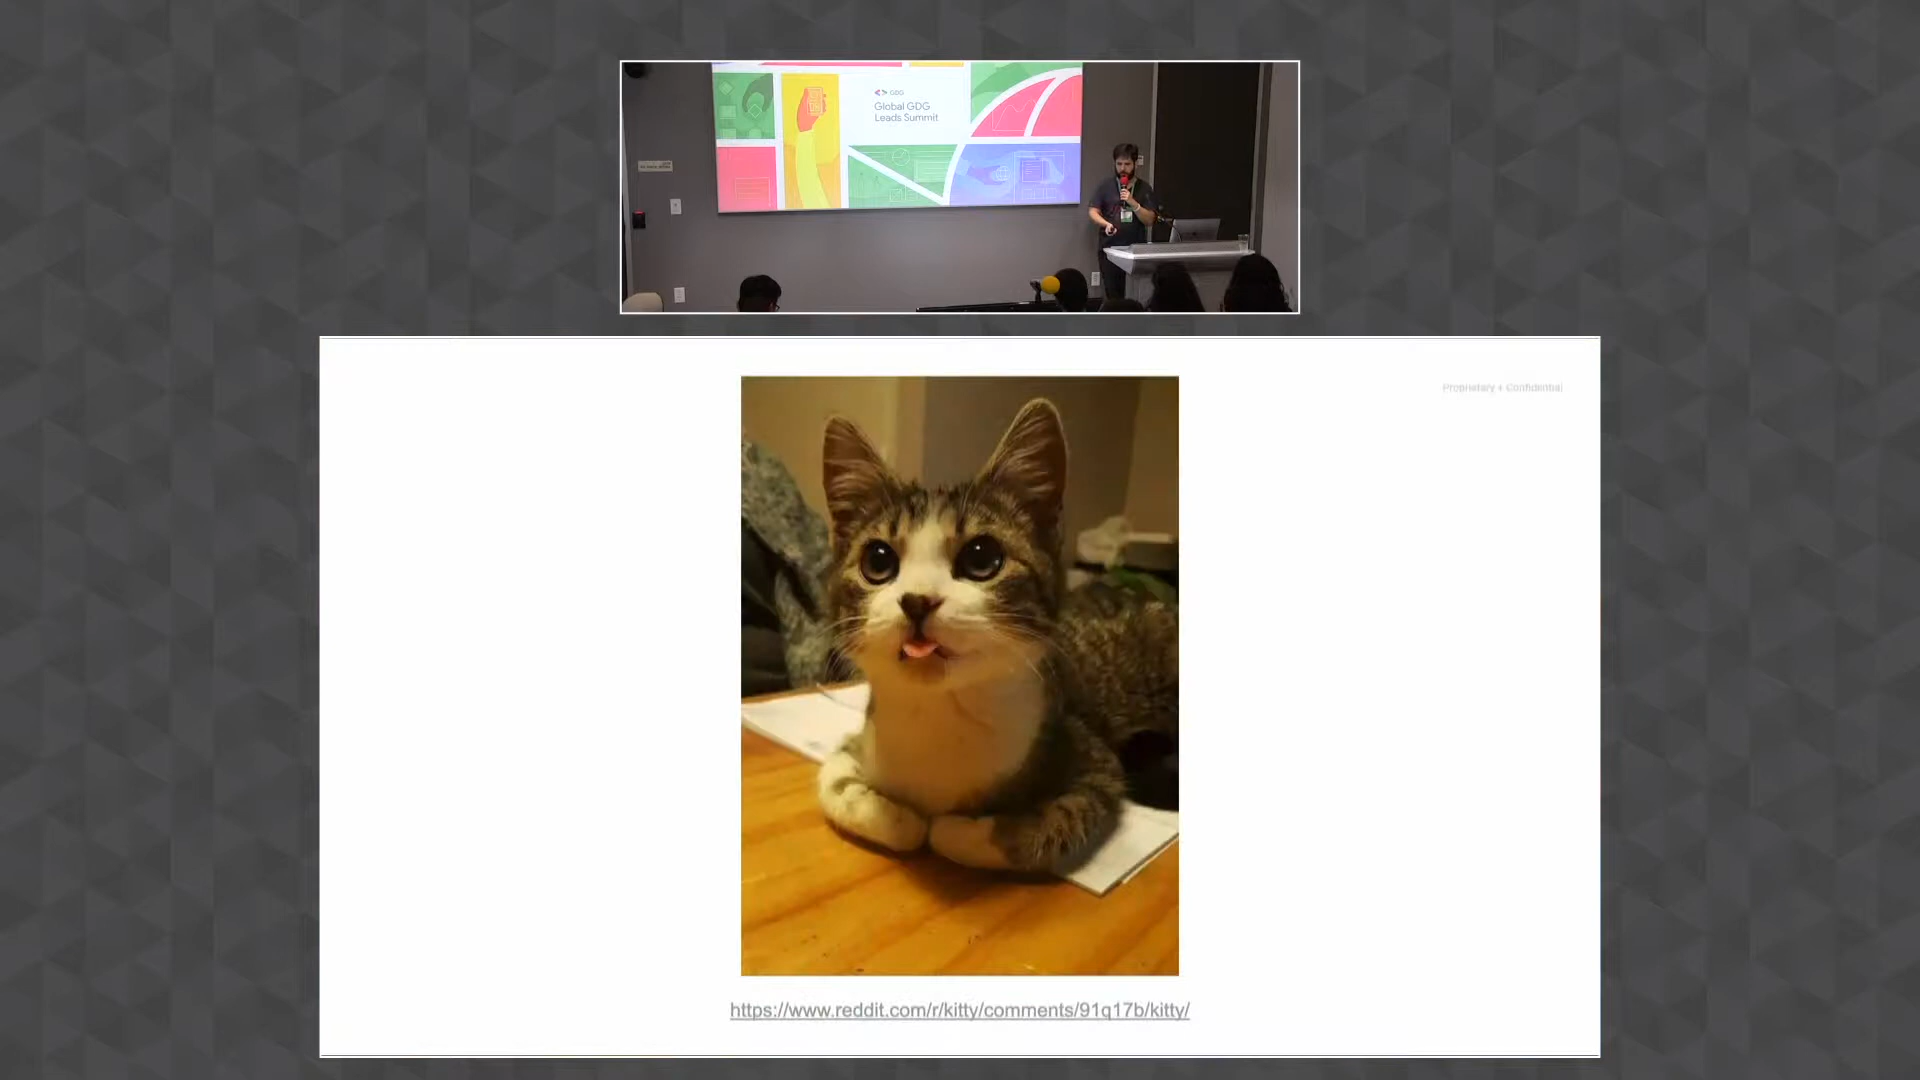 GDG
Global GDG
Leads Summit
Proprietary + Confidential
https://www.reddit.com/r/kitty/comments/91q17b/kitty/